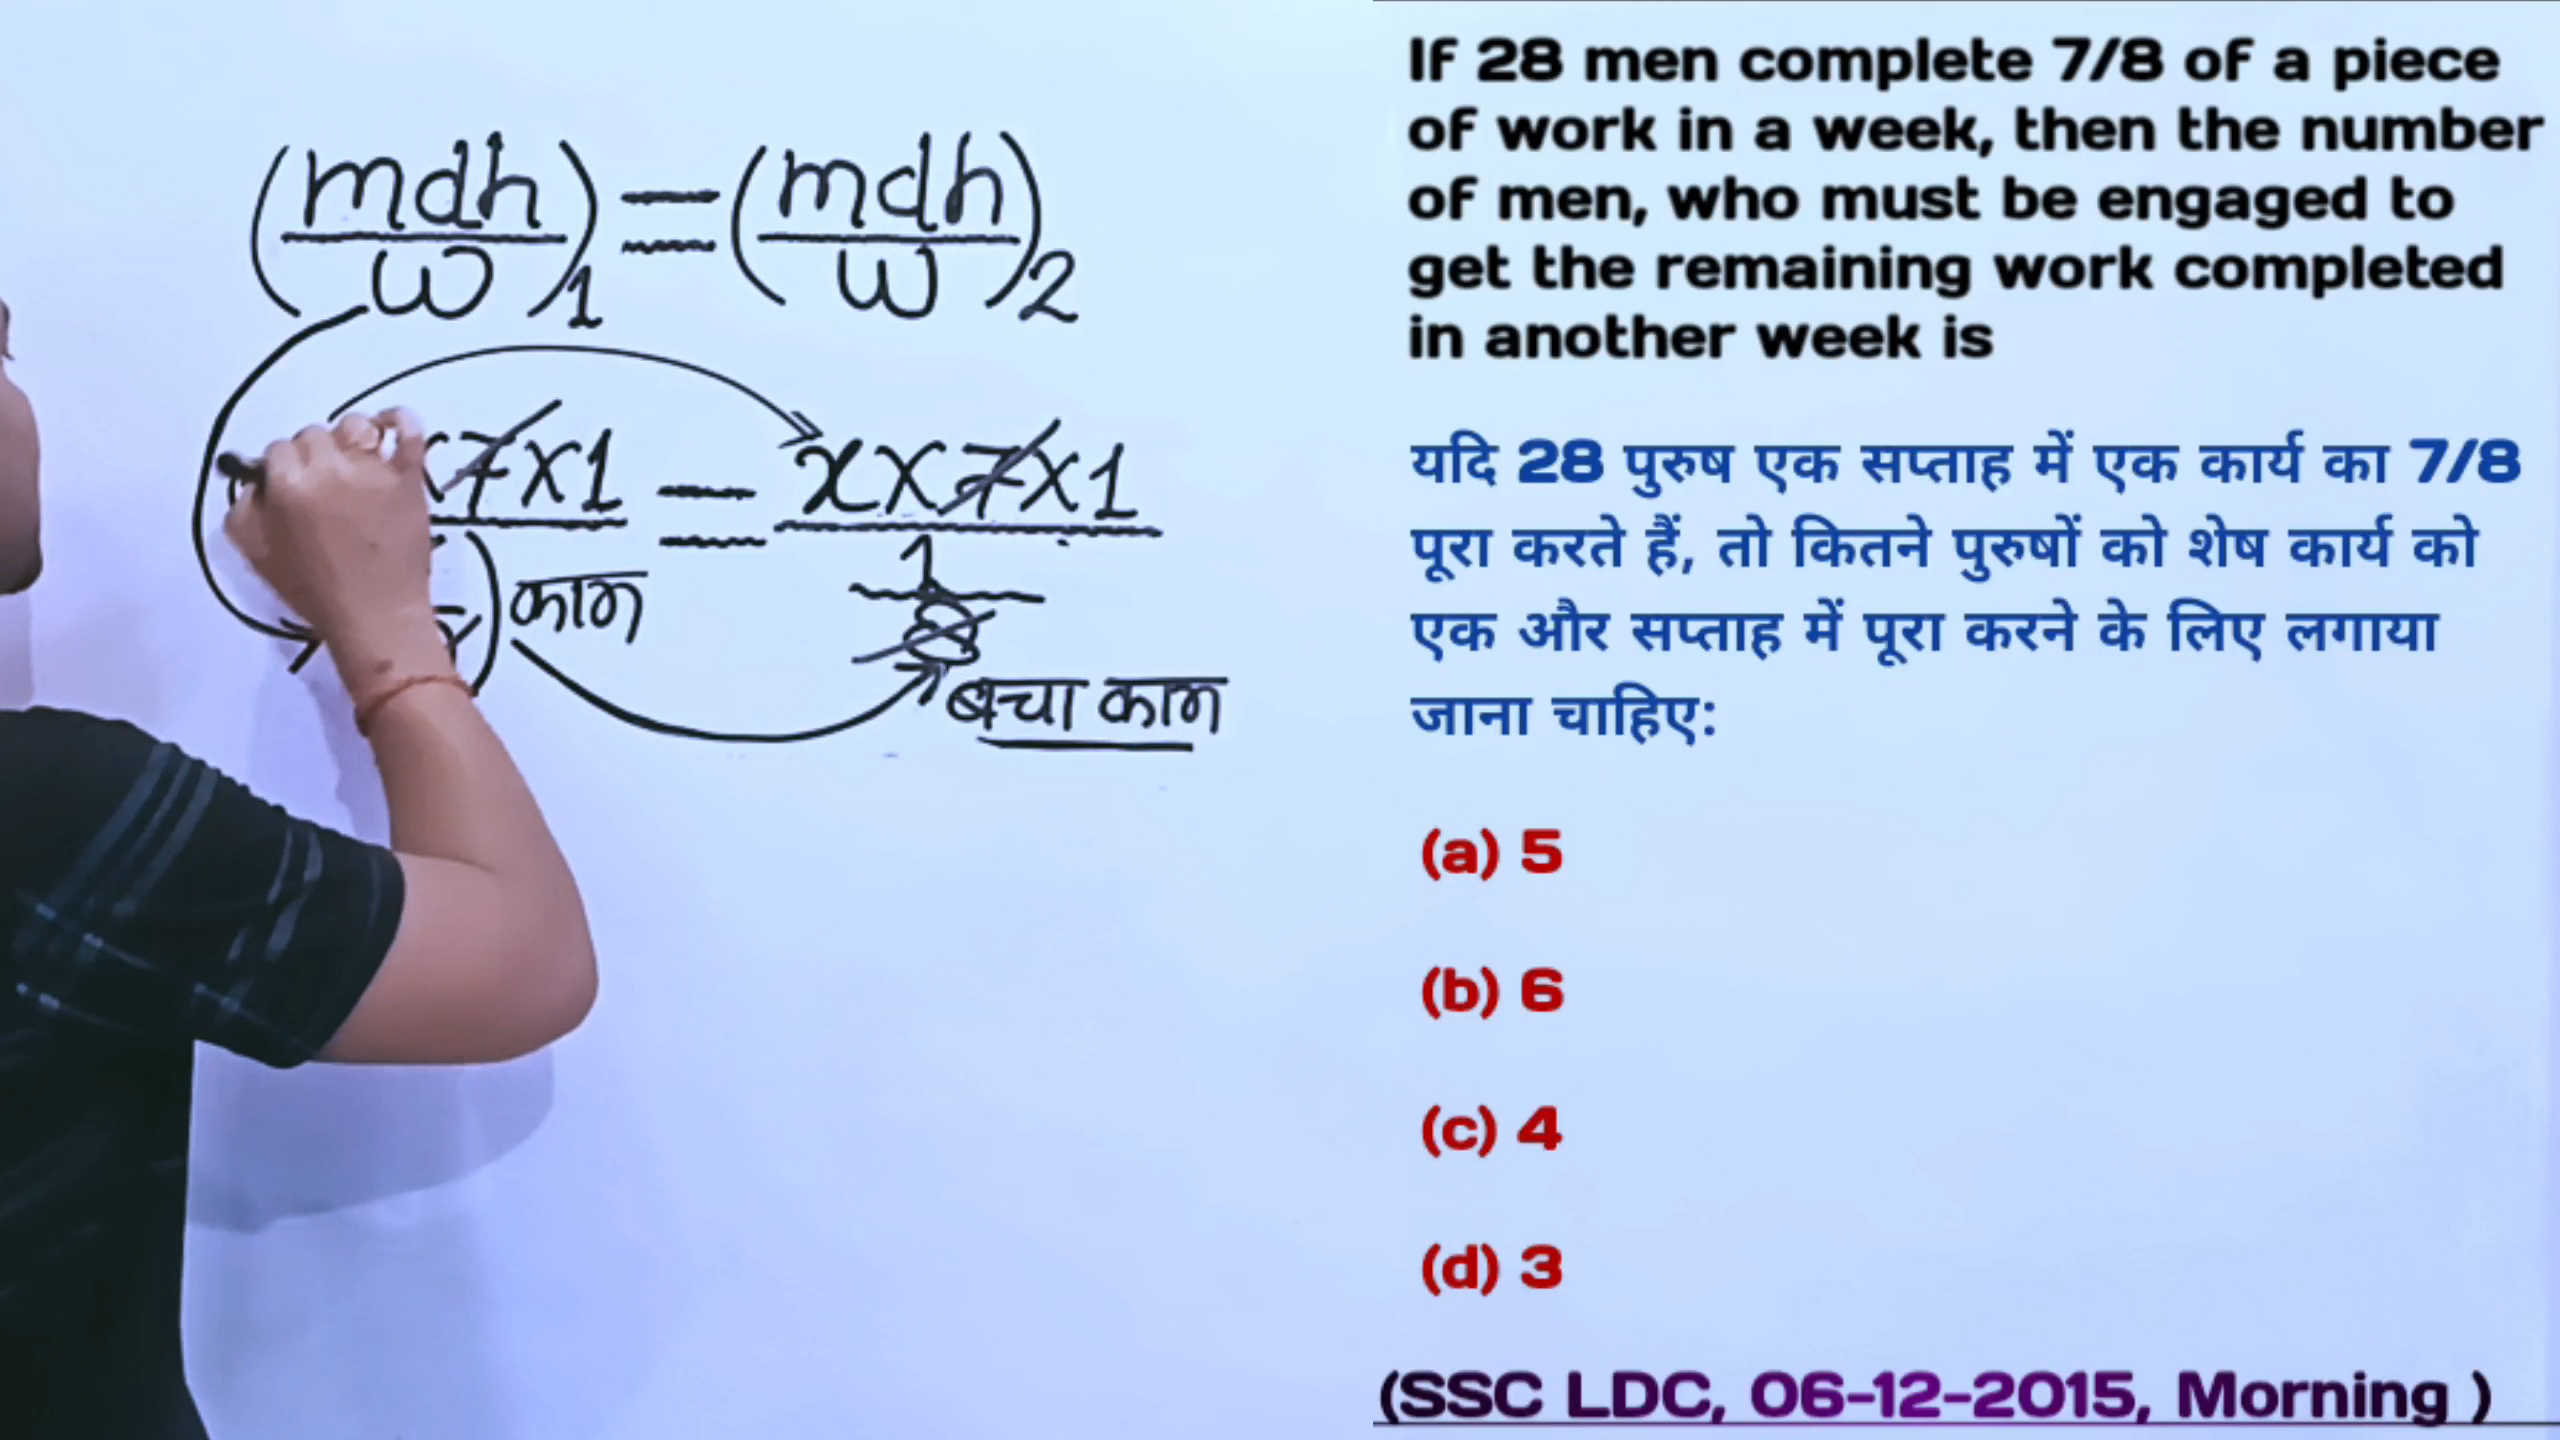 (mdh/ω)1 = (mdh/ω)2
x7x1 = xx7x1
काम
1/8
बचा काम
If 28 men complete 7/8 of a piece
of work in a week, then the number
of men, who must be engaged to
get the remaining work completed
in another week is
यदि 28 पुरुष एक सप्ताह में एक कार्य का 7/8
पूरा करते हैं, तो कितने पुरुषों को शेष कार्य को
एक और सप्ताह में पूरा करने के लिए लगाया
जाना चाहिए:
(a) 5
(b) 6
(c) 4
(d) 3
(SSC LDC, 06-12-2015, Morning )